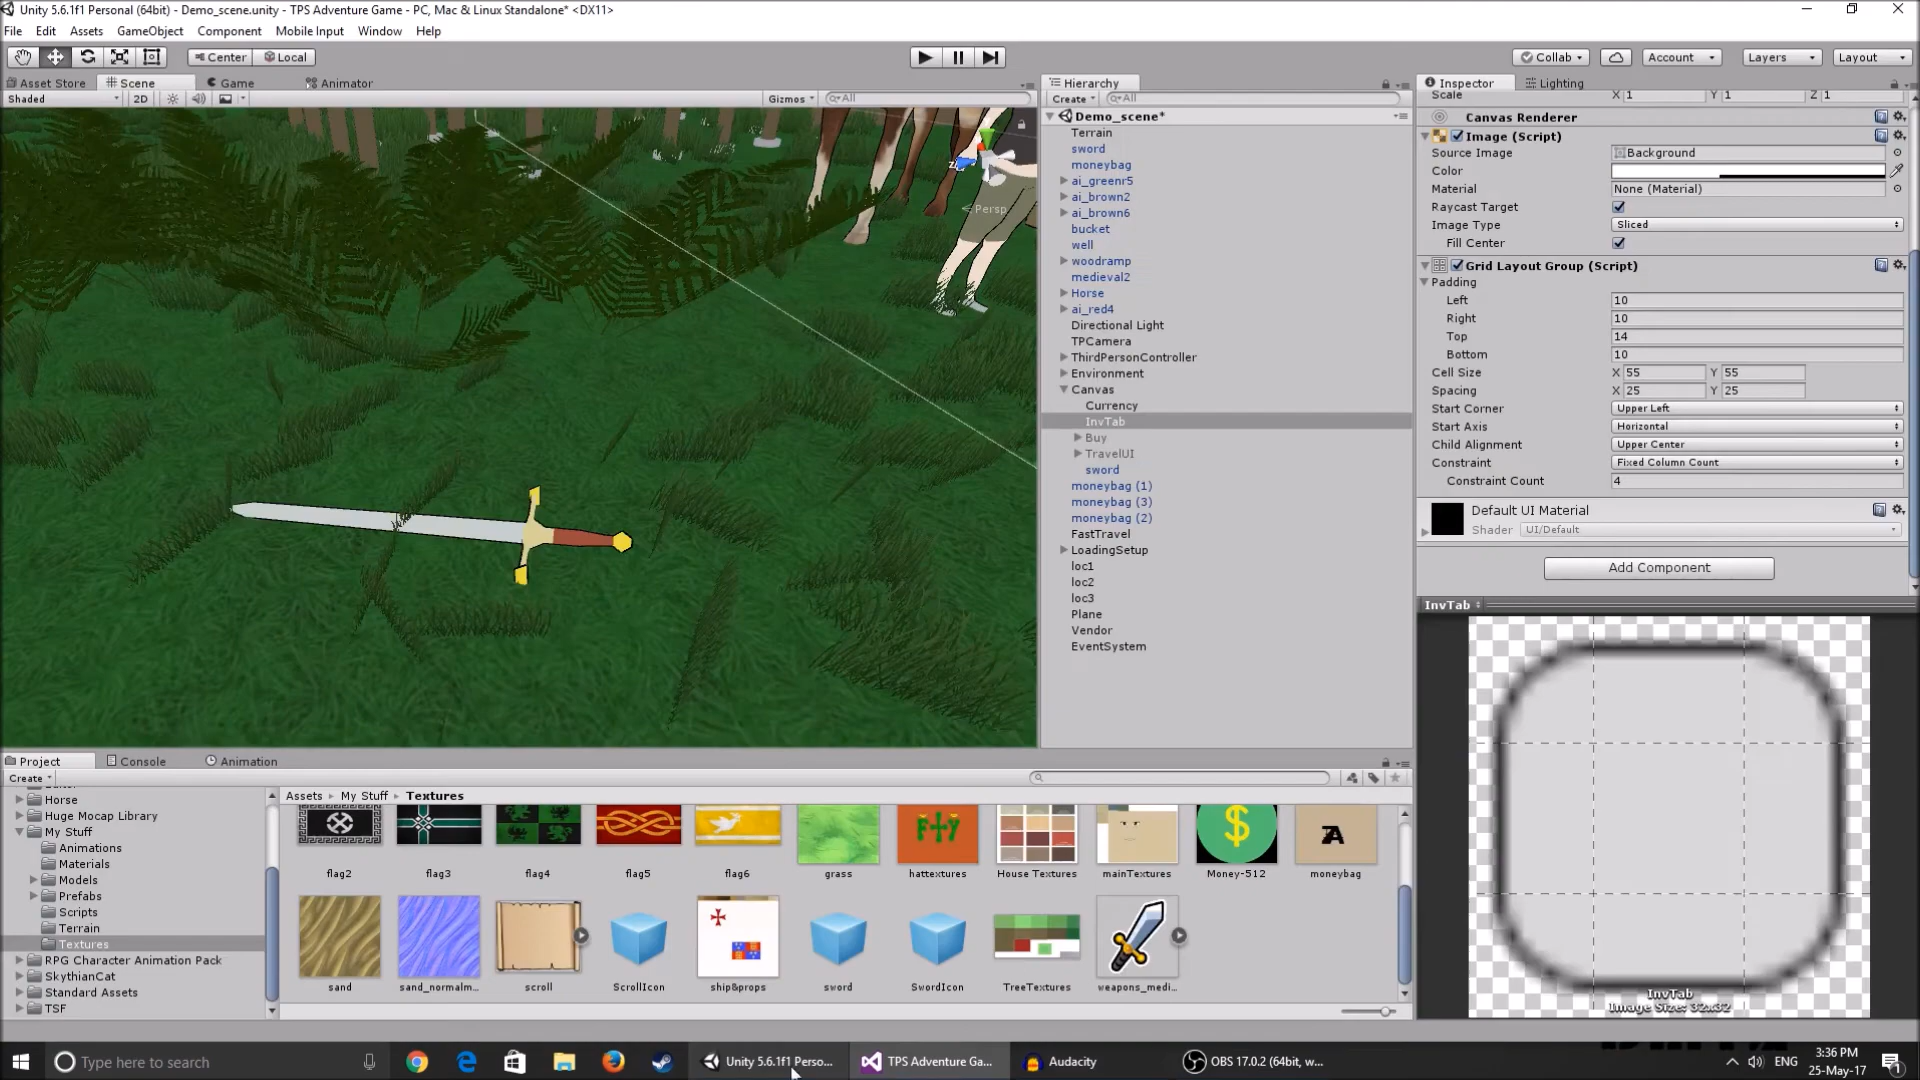 Unity 5.6.1f1 Personal (64bit) - Demo_scene.unity - TPS Adventure Game - PC, Mac & Linux Standalone* <DX11>
File Edit Assets GameObject Component Mobile Input Window Help
Center Local
Collab Account Layers Layout
Asset Store Scene Game Animator
Shaded 2D Gizmos All
Persp
Hierarchy
Create All
Demo_scene*
Terrain
sword
moneybag
ai_greenr5
ai_brown2
ai_brown6
bucket
well
woodramp
medieval2
Horse
ai_red4
Directional Light
TPCamera
ThirdPersonController
Environment
Canvas
Currency
InvTab
Buy
TravelUI
sword
moneybag (1)
moneybag (3)
moneybag (2)
FastTravel
LoadingSetup
loc1
loc2
loc3
Plane
Vendor
EventSystem
Inspector Lighting
Scale X 1 Y 1 Z 1
Canvas Renderer
Image (Script)
Source Image Background
Color
Material None (Material)
Raycast Target
Image Type Sliced
Fill Center
Grid Layout Group (Script)
Padding
Left 10
Right 10
Top 14
Bottom 10
Cell Size X 55 Y 55
Spacing X 25 Y 25
Start Corner Upper Left
Start Axis Horizontal
Child Alignment Upper Center
Constraint Fixed Column Count
Constraint Count 4
Default UI Material
Shader UI/Default
Add Component
InvTab
InvTab
Image Size: 32x32
Project Console Animation
Create
Horse
Huge Mocap Library
My Stuff
Animations
Materials
Models
Prefabs
Scripts
Terrain
Textures
RPG Character Animation Pack
SkythianCat
Standard Assets
TSF
Assets My Stuff Textures
flag2 flag3 flag4 flag5 flag6 grass hattextures House Textures mainTextures Money-512 moneybag
sand sand_normalm... scroll ScrollIcon ship&props sword SwordIcon TreeTextures weapons_medi...
Type here to search
Unity 5.6.1f1 Perso...
TPS Adventure Ga...
Audacity
OBS 17.0.2 (64bit, w...
ENG
3:36 PM
25-May-17